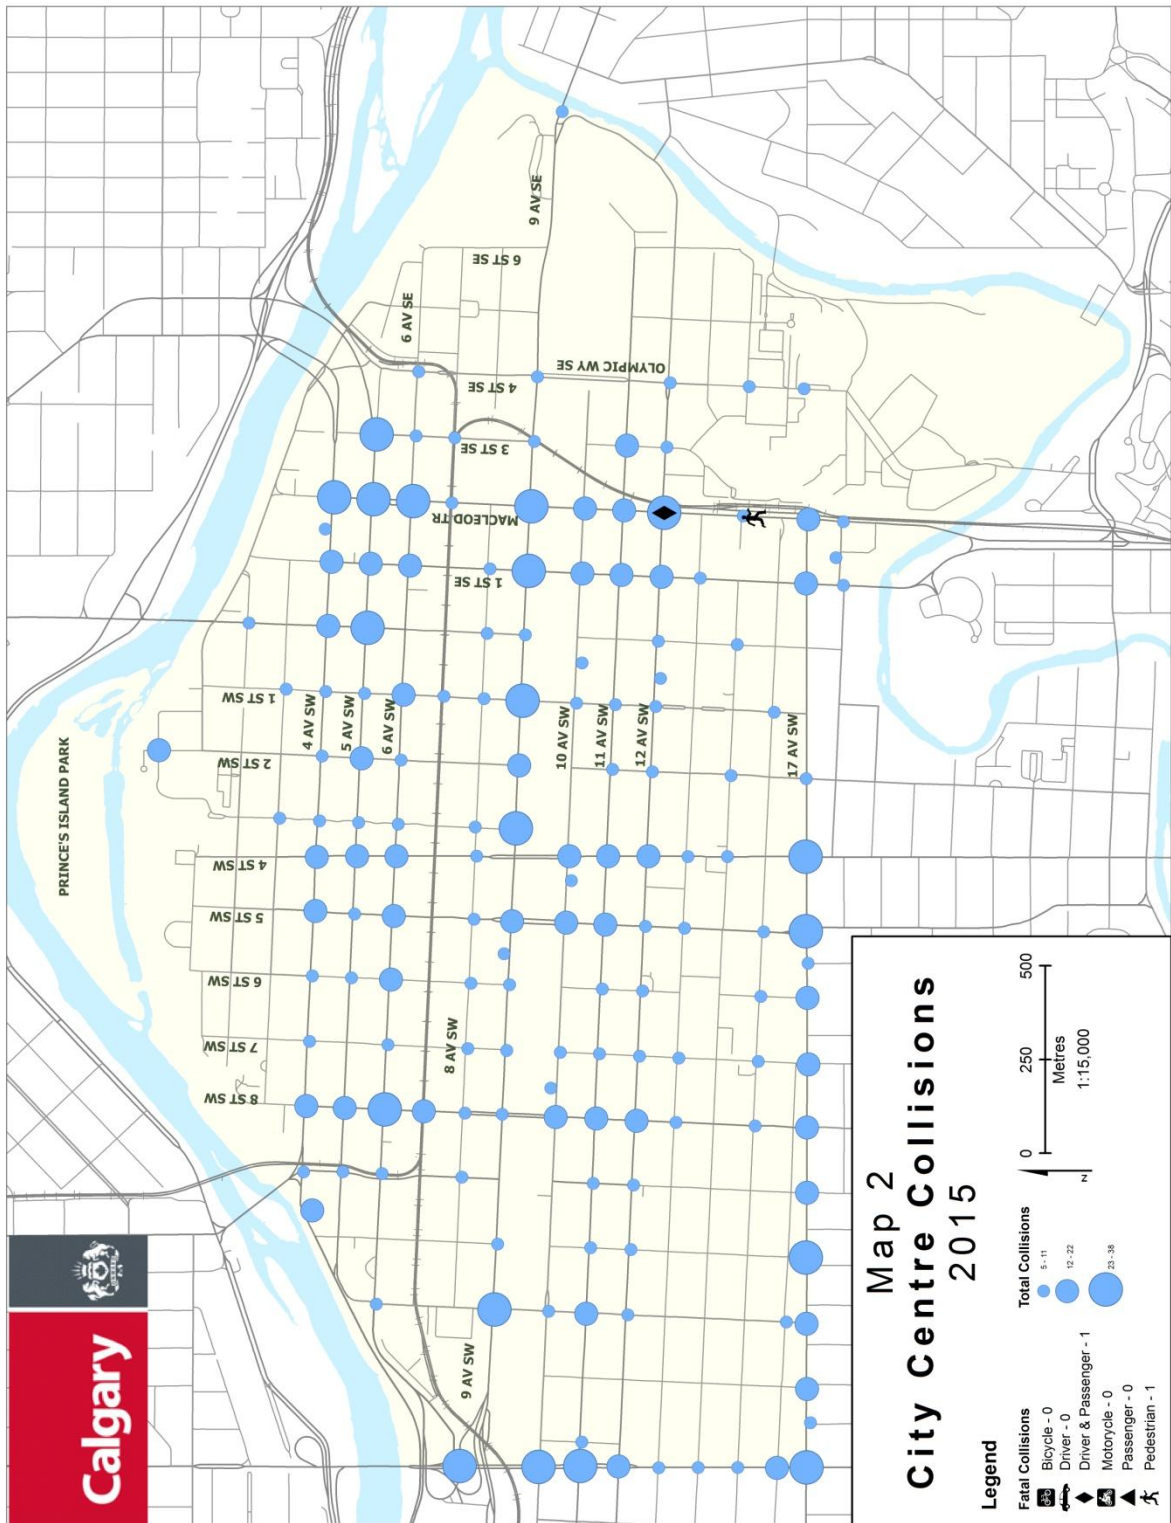 Calgary
PRINCE'S ISLAND PARK
8 ST SW
7 ST SW
6 ST SW
5 ST SW
4 ST SW
2 ST SW
1 ST SW
4 AV SW
5 AV SW
6 AV SW
8 AV SW
9 AV SW
10 AV SW
11 AV SW
12 AV SW
17 AV SW
1 ST SE
MACLEOD TR
3 ST SE
4 ST SE
6 ST SE
6 AV SE
9 AV SE
OLYMPIC WY SE
Map 2
City Centre Collisions
2015
Legend
Fatal Collisions
Bicycle - 0
Driver - 0
Driver & Passenger - 1
Motorcycle - 0
Passenger - 0
Pedestrian - 1
Total Collisions
5 - 11
12 - 22
23 - 38
N
0 250 500
Metres
1:15,000